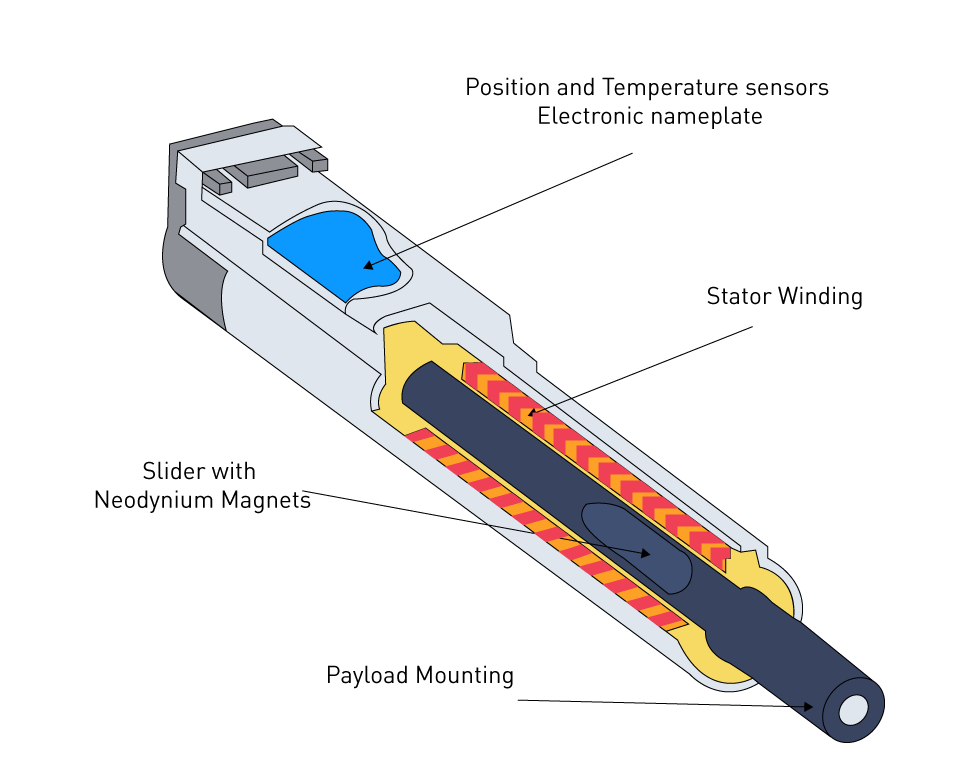 Position and Temperature sensors
Electronic nameplate
Stator Winding
Slider with
Neodynium Magnets
Payload Mounting